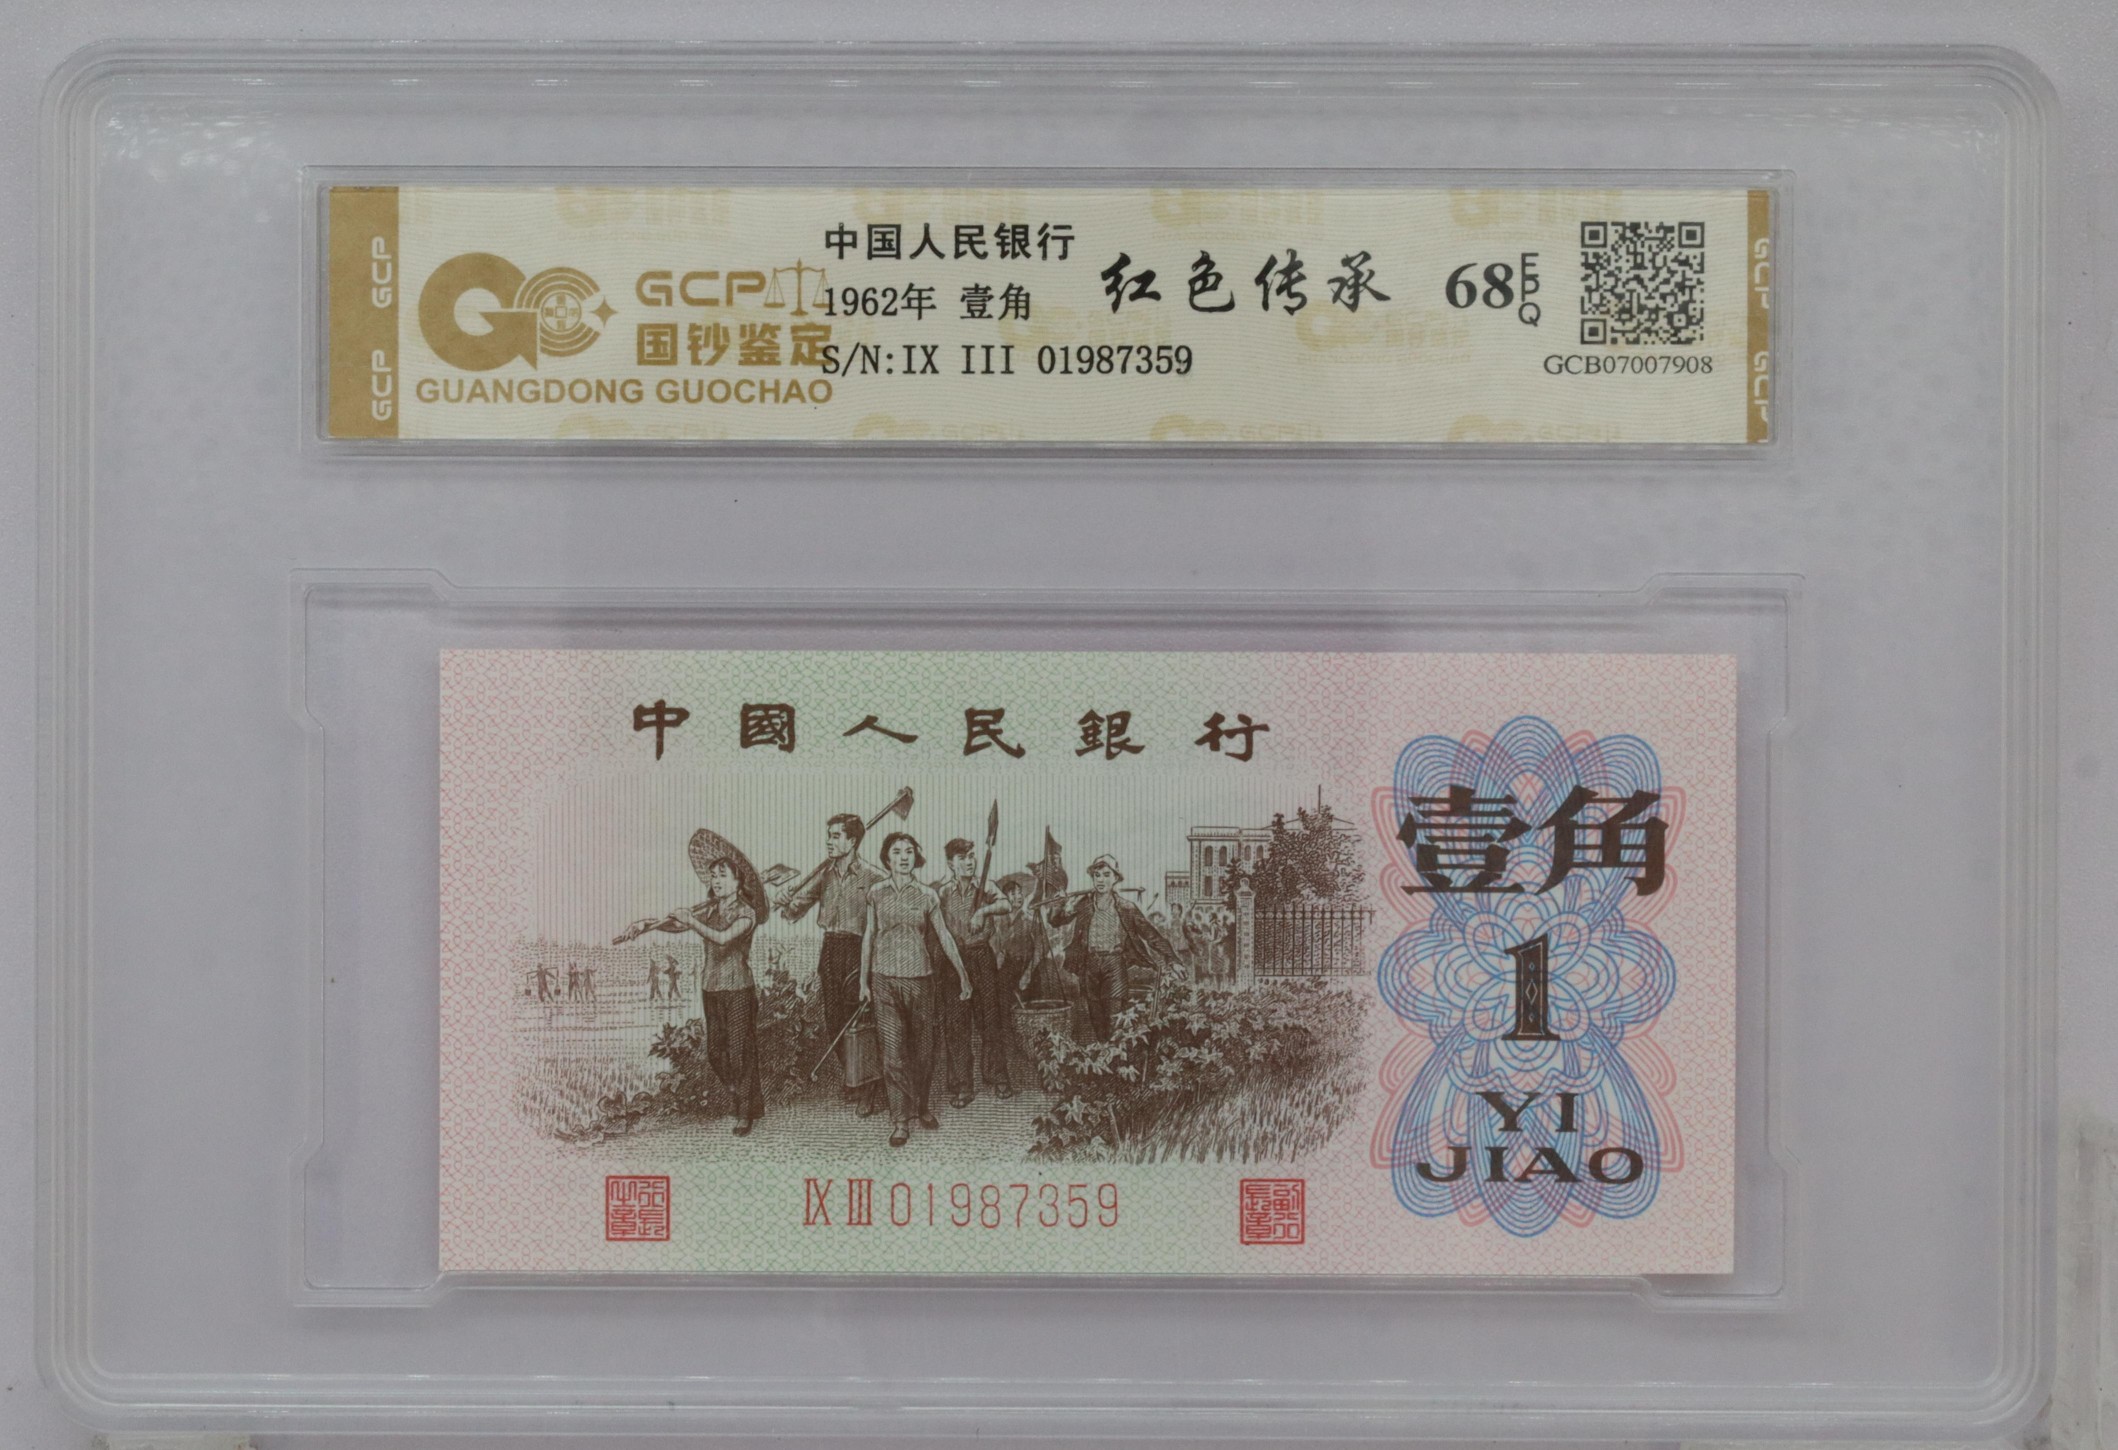 GCP GCP
GCP
国钞鉴定
GUANGDONG GUOCHAO
中国人民银行
1962年 壹角
S/N:IX III 01987359
红色传承
68 EPQ
GCB07007908
GCP GCP
中國人民銀行
壹角
1
YI
JIAO
IX III 01987359